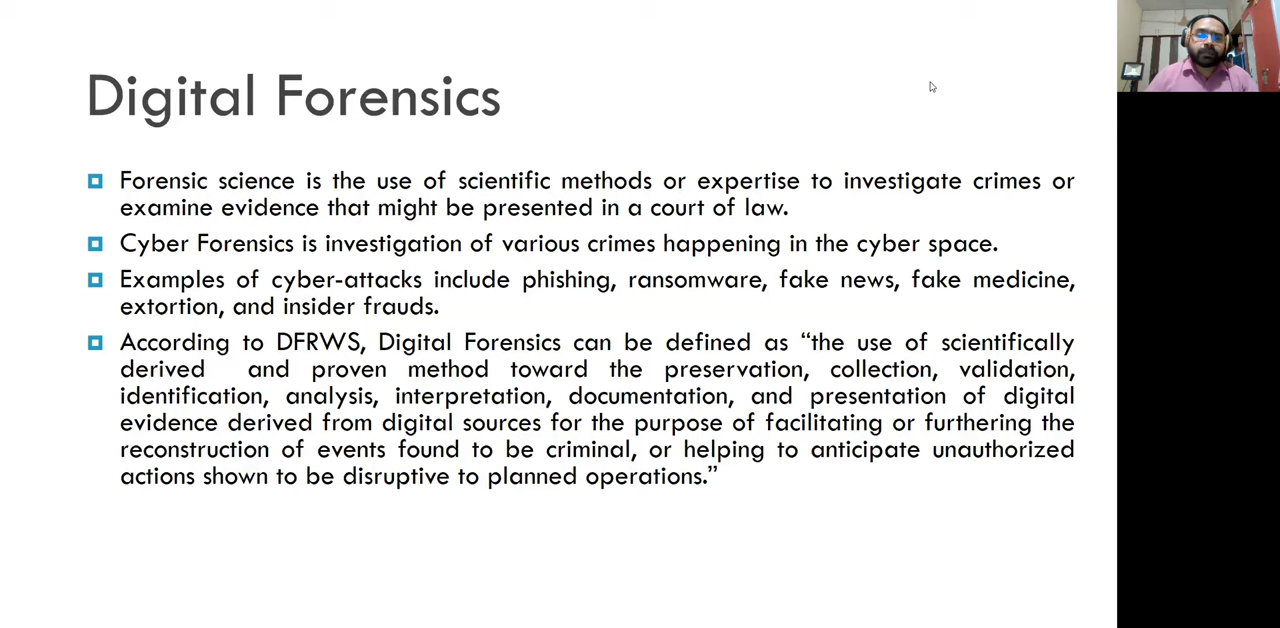 Digital Forensics
Forensic science is the use of scientific methods or expertise to investigate crimes or
examine evidence that might be presented in a court of law.
Cyber Forensics is investigation of various crimes happening in the cyber space.
Examples of cyber-attacks include phishing, ransomware, fake news, fake medicine,
extortion, and insider frauds.
According to DFRWS, Digital Forensics can be defined as “the use of scientifically
derived and proven method toward the preservation, collection, validation,
identification, analysis, interpretation, documentation, and presentation of digital
evidence derived from digital sources for the purpose of facilitating or furthering the
reconstruction of events found to be criminal, or helping to anticipate unauthorized
actions shown to be disruptive to planned operations.”